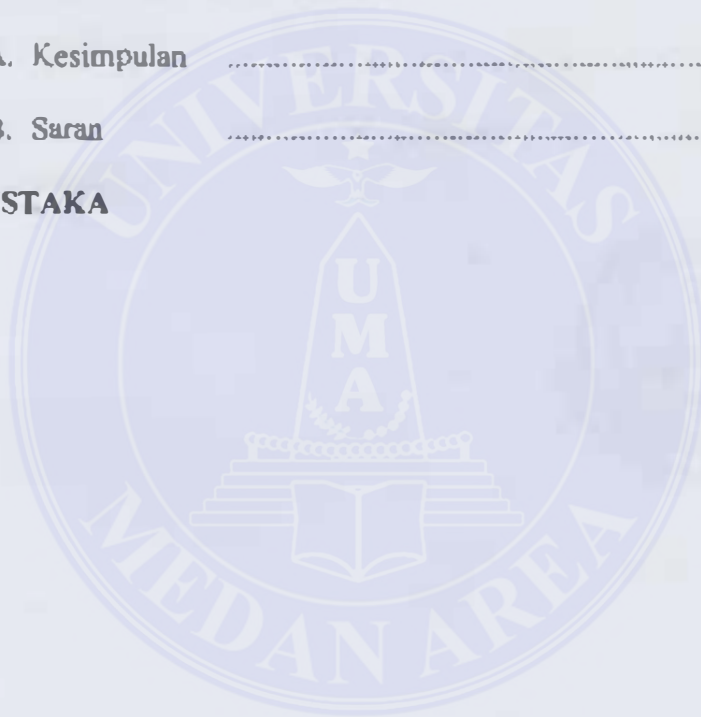 A. Kesimpulan ........................................
B. Saran ........................................
STAKA
UNIVERSITAS
U
M
A
MEDAN AREA